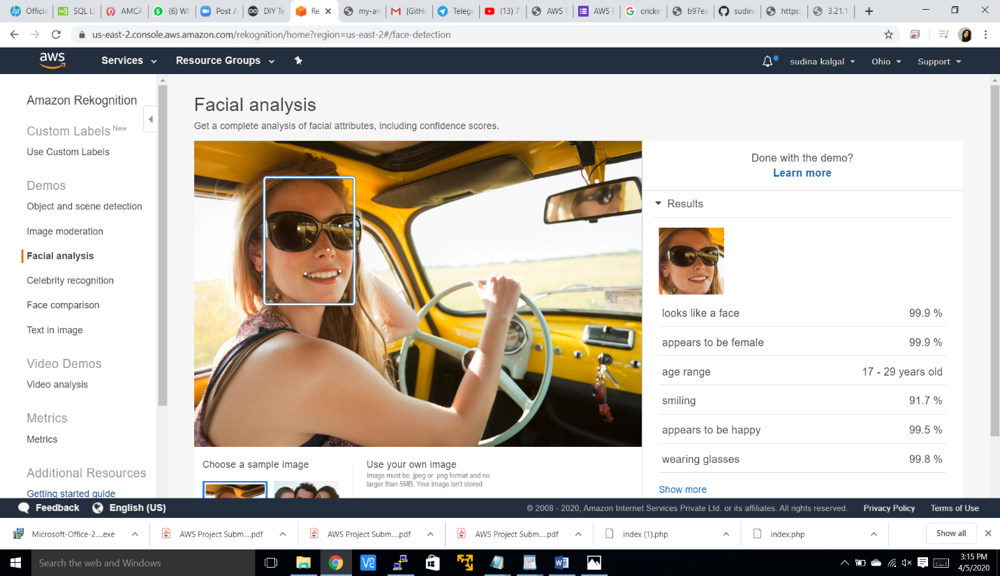 Officia
SQL LI
AMCA
(6) Wh
Post A
DIY Te
Re
my-aw
[GitHu
Telegr
(13) 7
AWS P
AWS P
cricke
b97ea
sudina
https:
3.21.1
us-east-2.console.aws.amazon.com/rekognition/home?region=us-east-2#/face-detection
aws
Services
Resource Groups
sudina kalgal
Ohio
Support
Amazon Rekognition
Custom Labels New
Use Custom Labels
Demos
Object and scene detection
Image moderation
Facial analysis
Celebrity recognition
Face comparison
Text in image
Video Demos
Video analysis
Metrics
Metrics
Additional Resources
Getting started guide
Facial analysis
Get a complete analysis of facial attributes, including confidence scores.
Choose a sample image
Use your own image
Image must be .jpeg or .png format and no
larger than 5MB. Your image isn't stored.
Done with the demo?
Learn more
Results
looks like a face 99.9 %
appears to be female 99.9 %
age range 17 - 29 years old
smiling 91.7 %
appears to be happy 99.5 %
wearing glasses 99.8 %
Show more
Feedback
English (US)
© 2008 - 2020, Amazon Internet Services Private Ltd. or its affiliates. All rights reserved.
Privacy Policy
Terms of Use
Microsoft-Office-2....exe
AWS Project Subm....pdf
AWS Project Subm....pdf
AWS Project Subm....pdf
index (1).php
index.php
Show all
Search the web and Windows
3:15 PM
4/5/2020